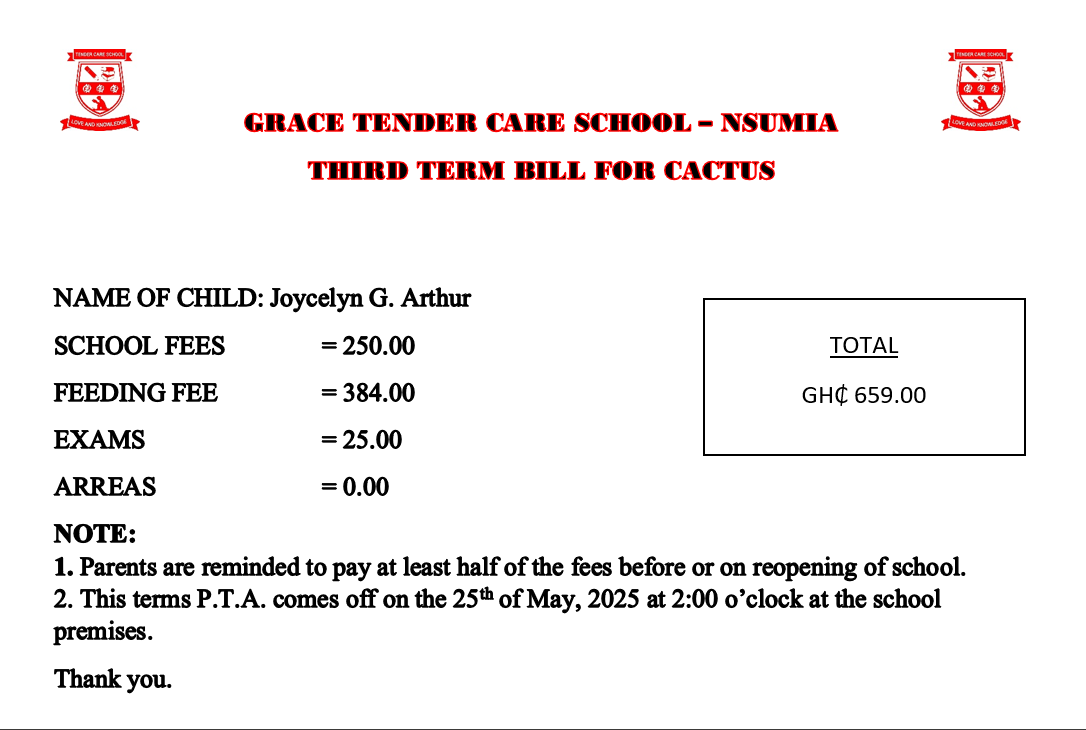 TENDER CARE SCHOOL
LOVE AND KNOWLEDGE
TENDER CARE SCHOOL
LOVE AND KNOWLEDGE
GRACE TENDER CARE SCHOOL – NSUMIA
THIRD TERM BILL FOR CACTUS
NAME OF CHILD: Joycelyn G. Arthur
SCHOOL FEES = 250.00
FEEDING FEE = 384.00
EXAMS = 25.00
ARREAS = 0.00
TOTAL
GH₵ 659.00
NOTE:
1. Parents are reminded to pay at least half of the fees before or on reopening of school.
2. This terms P.T.A. comes off on the 25th of May, 2025 at 2:00 o’clock at the school
premises.
Thank you.